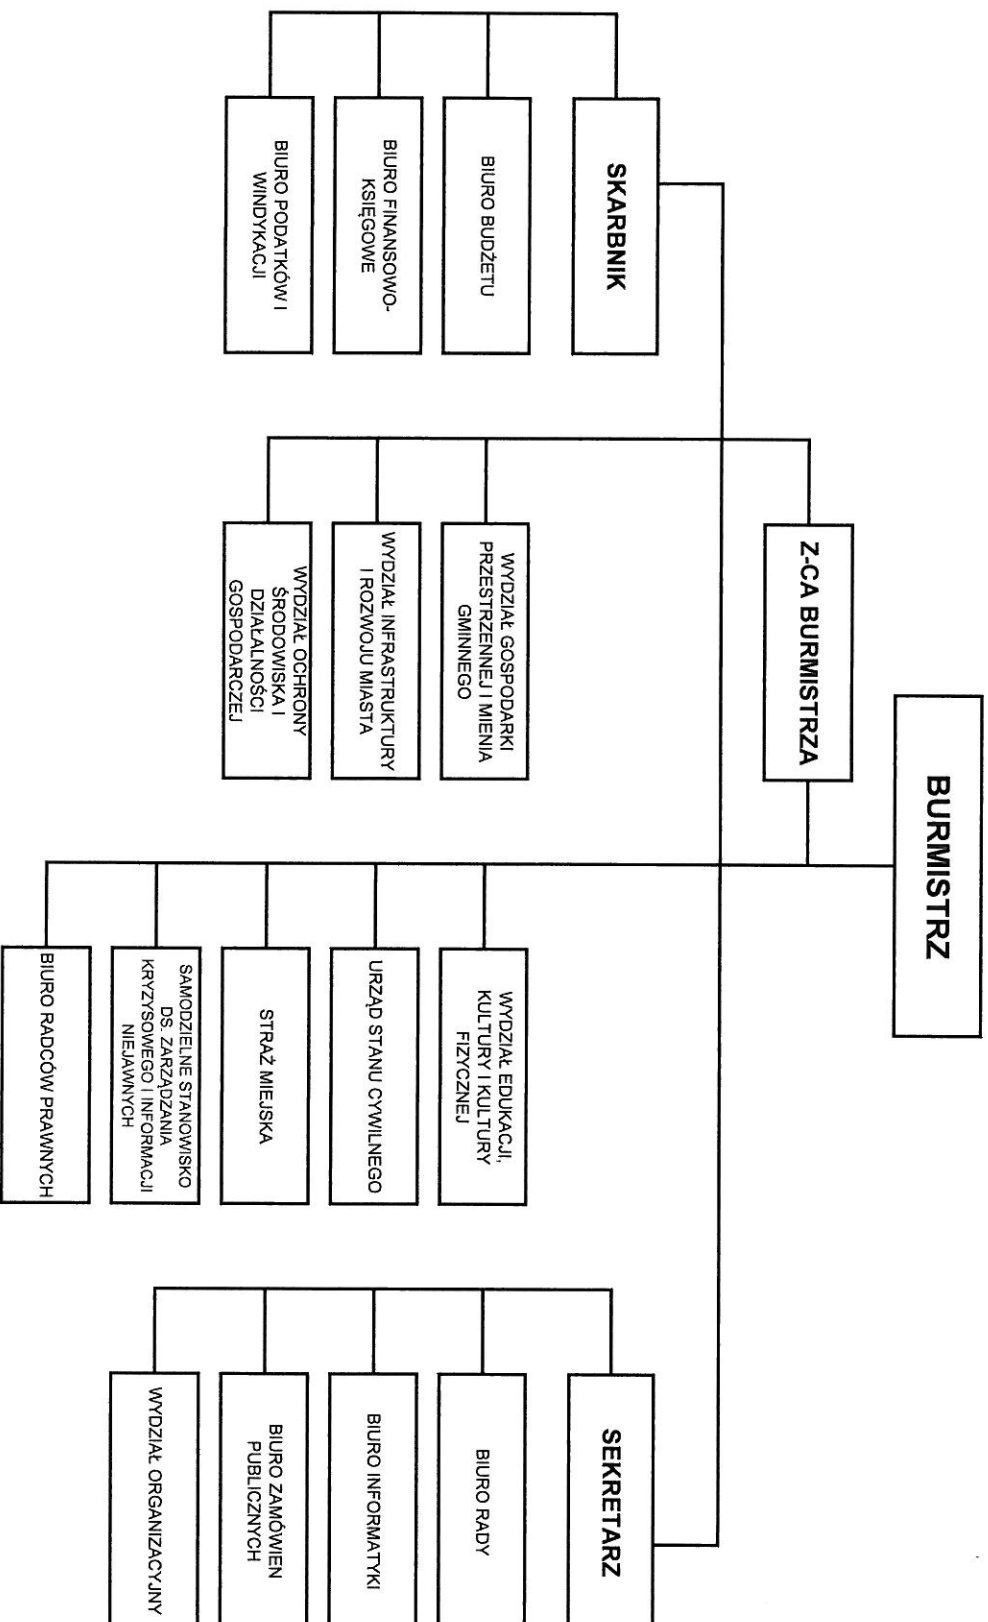 BURMISTRZ
Z-CA BURMISTRZA
SKARBNIK
BIURO BUDŻETU
BIURO FINANSOWO-
KSIĘGOWE
BIURO PODATKÓW I
WINDYKACJI
WYDZIAŁ GOSPODARKI
PRZESTRZENNEJ I MIENIA
GMINNEGO
WYDZIAŁ INFRASTRUKTURY
I ROZWOJU MIASTA
WYDZIAŁ OCHRONY
ŚRODOWISKA I
DZIAŁALNOŚCI
GOSPODARCZEJ
WYDZIAŁ EDUKACJI,
KULTURY I KULTURY
FIZYCZNEJ
URZĄD STANU CYWILNEGO
STRAŻ MIEJSKA
SAMODZIELNE STANOWISKO
DS. ZARZĄDZANIA
KRYZYSOWEGO I INFORMACJI
NIEJAWNYCH
BIURO RADCÓW PRAWNYCH
SEKRETARZ
BIURO RADY
BIURO INFORMATYKI
BIURO ZAMÓWIEN
PUBLICZNYCH
WYDZIAŁ ORGANIZACYJNY